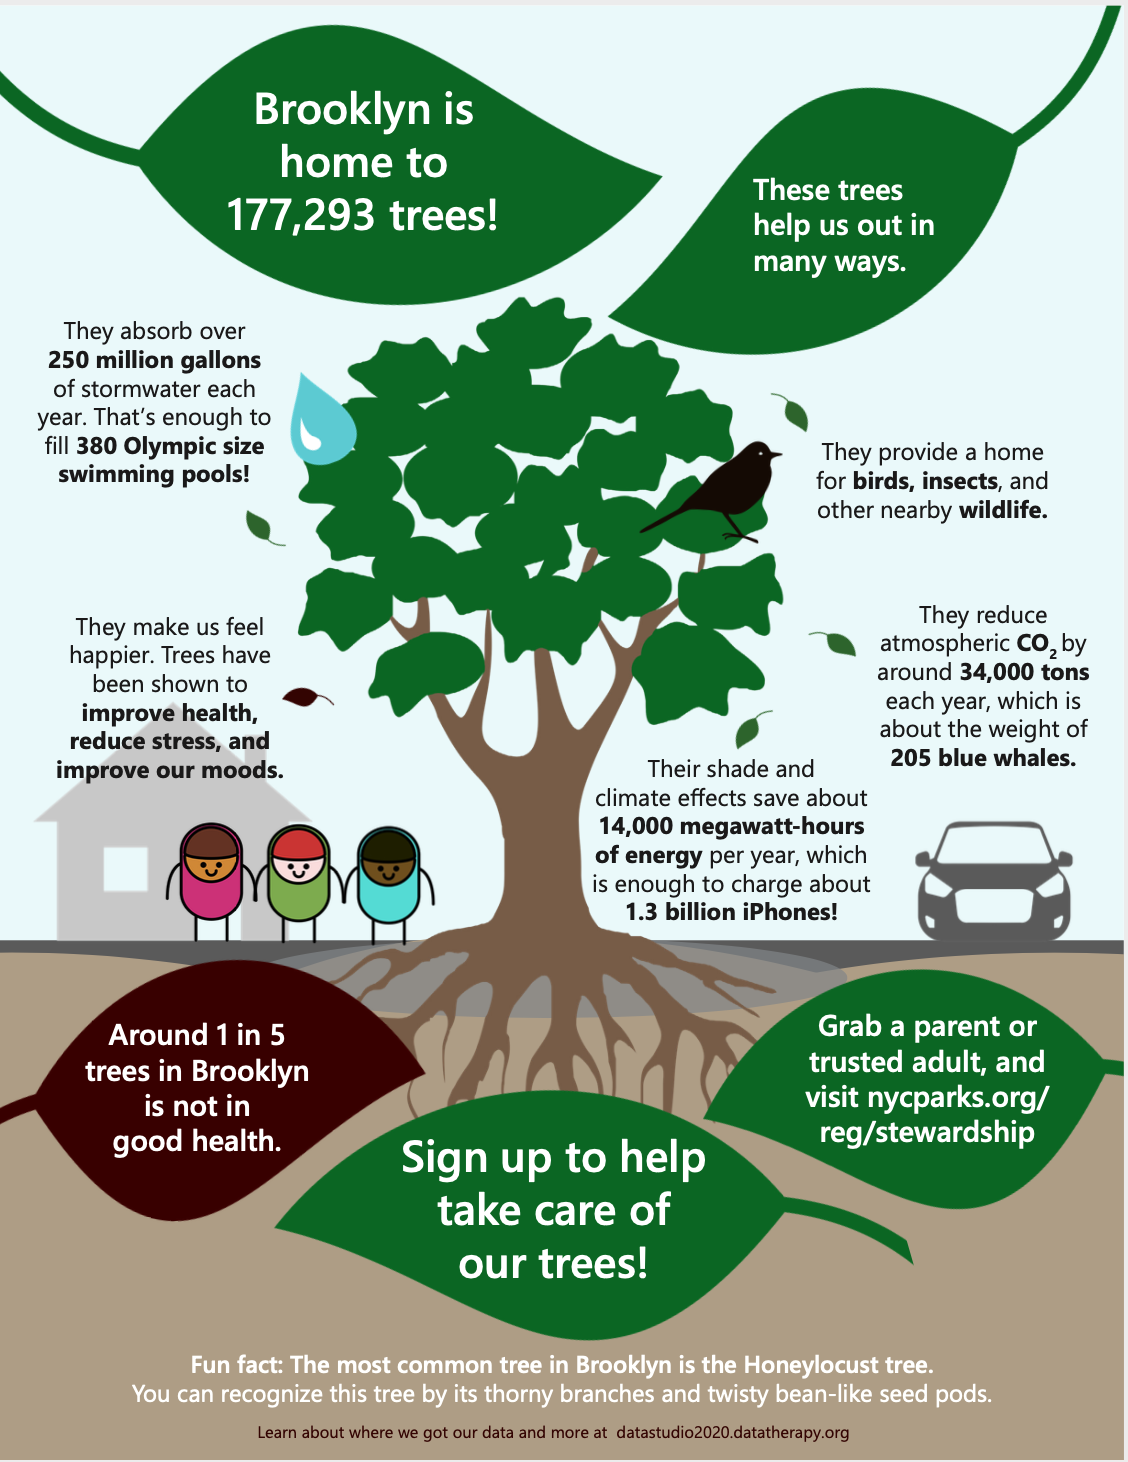 Brooklyn is
home to
177,293 trees!
These trees
help us out in
many ways.
They absorb over
250 million gallons
of stormwater each
year. That's enough to
fill 380 Olympic size
swimming pools!
They provide a home
for birds, insects, and
other nearby wildlife.
They make us feel
happier. Trees have
been shown to
improve health,
reduce stress, and
improve our moods.
They reduce
atmospheric CO₂ by
around 34,000 tons
each year, which is
about the weight of
205 blue whales.
Their shade and
climate effects save about
14,000 megawatt-hours
of energy per year, which
is enough to charge about
1.3 billion iPhones!
Around 1 in 5
trees in Brooklyn
is not in
good health.
Grab a parent or
trusted adult, and
visit nycparks.org/
reg/stewardship
Sign up to help
take care of
our trees!
Fun fact: The most common tree in Brooklyn is the Honeylocust tree.
You can recognize this tree by its thorny branches and twisty bean-like seed pods.
Learn about where we got our data and more at datastudio2020.datatherapy.org